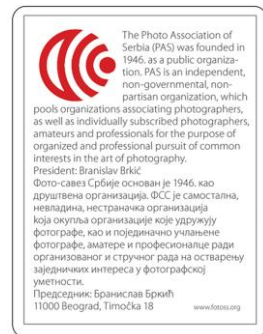 The Photo Association of
Serbia (PAS) was founded in
1946. as a public organiza-
tion. PAS is an independent,
non-governmental, non-
partisan organization, which
pools organizations associating photographers,
as well as individually subscribed photographers,
amateurs and professionals for the purpose of
organized and professional pursuit of common
interests in the art of photography.
President: Branislav Brkić
Фото-савез Србије основан је 1946. као
друштвена организација. ФСС је самостална,
невладина, нестраначка организација
која окупља организације које удружују
фотографе, као и појединачно учлањене
фотографе, аматере и професионалце ради
организованог и стручног рада на остварењу
заједничких интереса у фотографској
уметности.
Председник: Бранислав Бркић
11000 Beograd, Timočka 18 www.fotoss.org